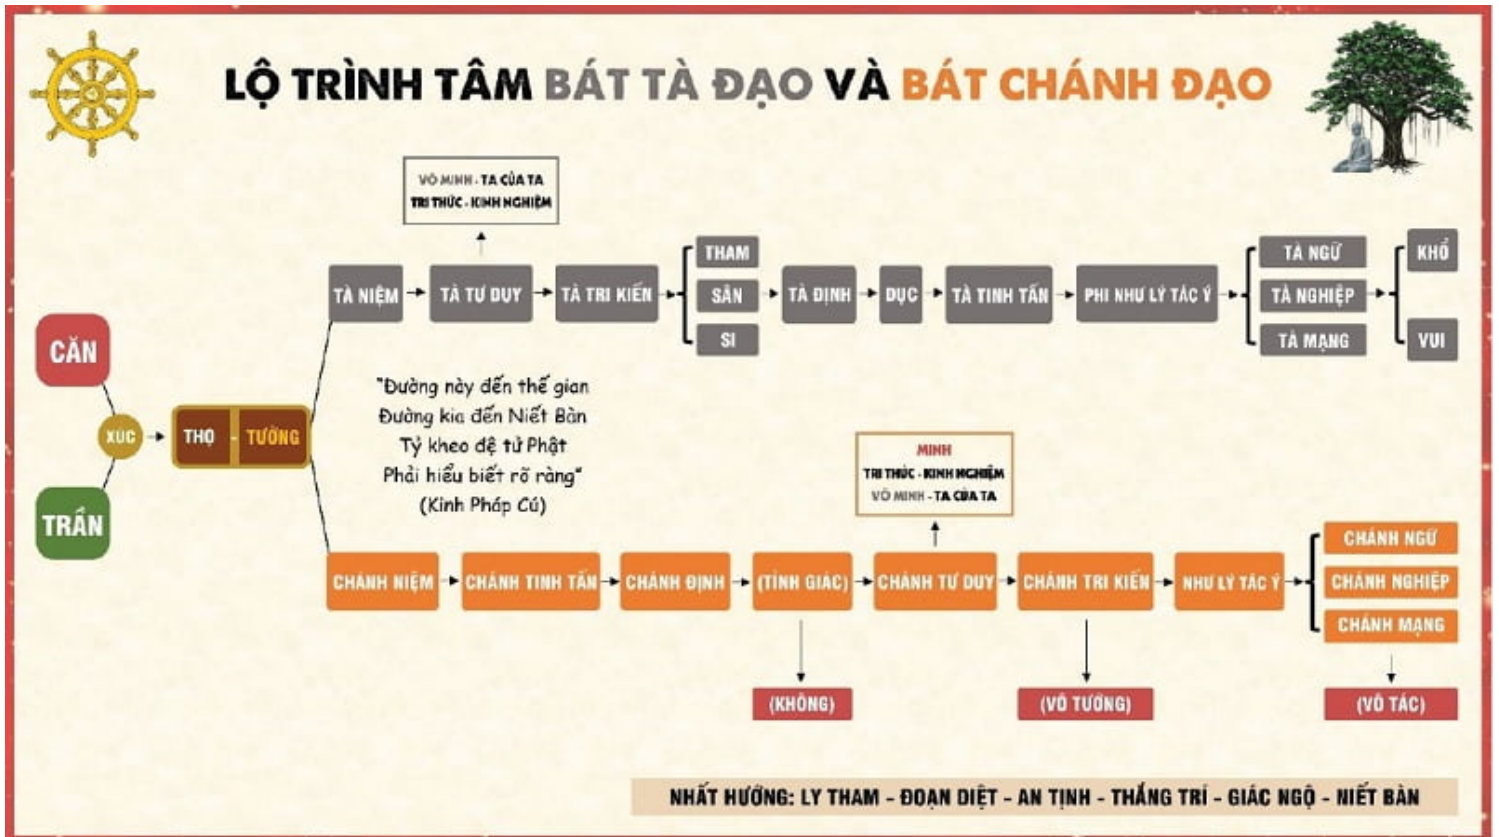 LỘ TRÌNH TÂM BÁT TÀ ĐẠO VÀ BÁT CHÁNH ĐẠO
VÔ MINH - TA CỦA TA
TRI THỨC - KINH NGHIỆM
CĂN
TRẦN
XÚC
THỌ - TƯỞNG
TÀ NIỆM
TÀ TƯ DUY
TÀ TRI KIẾN
THAM
SÂN
SI
TÀ ĐỊNH
DỤC
TÀ TINH TẤN
PHI NHƯ LÝ TÁC Ý
TÀ NGỮ
TÀ NGHIỆP
TÀ MẠNG
KHỔ
VUI
"Đường này đến thế gian
Đường kia đến Niết Bàn
Tỷ kheo đệ tử Phật
Phải hiểu biết rõ ràng"
(Kinh Pháp Cú)
MINH
TRI THỨC - KINH NGHIỆM
VÔ MINH - TA CỦA TA
CHÁNH NIỆM
CHÁNH TINH TẤN
CHÁNH ĐỊNH
(TỈNH GIÁC)
CHÁNH TƯ DUY
CHÁNH TRI KIẾN
NHƯ LÝ TÁC Ý
CHÁNH NGỮ
CHÁNH NGHIỆP
CHÁNH MẠNG
(KHÔNG)
(VÔ TƯỚNG)
(VÔ TÁC)
NHẤT HƯỚNG: LY THAM - ĐOẠN DIỆT - AN TỊNH - THẮNG TRÍ - GIÁC NGỘ - NIẾT BÀN